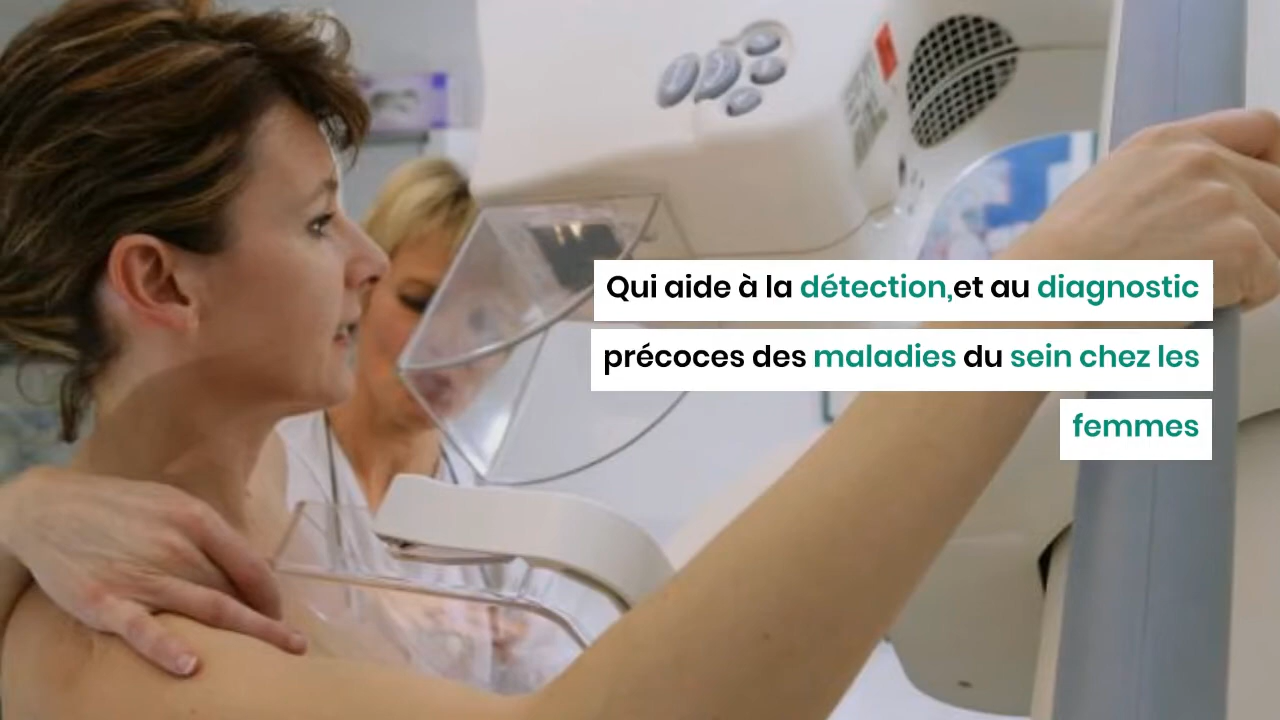 Qui aide à la détection,et au diagnostic
précoces des maladies du sein chez les
femmes